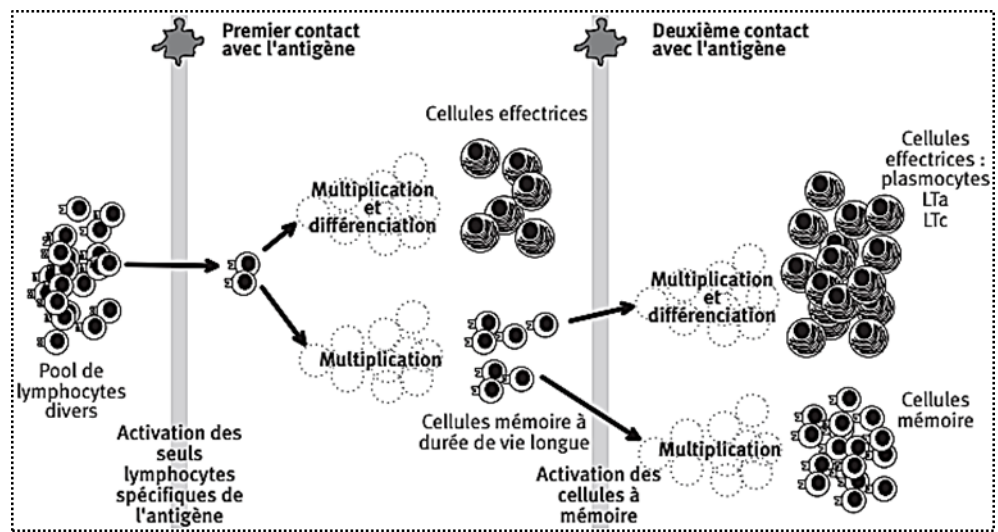 Premier contact
avec l'antigène
Deuxième contact
avec l'antigène
Cellules effectrices
Cellules
effectrices :
plasmocytes
LTa
LTc
Multiplication
et
différenciation
Multiplication
et
différenciation
Multiplication
Pool de
lymphocytes
divers
Cellules mémoire à
durée de vie longue
Cellules
mémoire
Multiplication
Activation des
seuls
lymphocytes
spécifiques de
l'antigène
Activation des
cellules à
mémoire